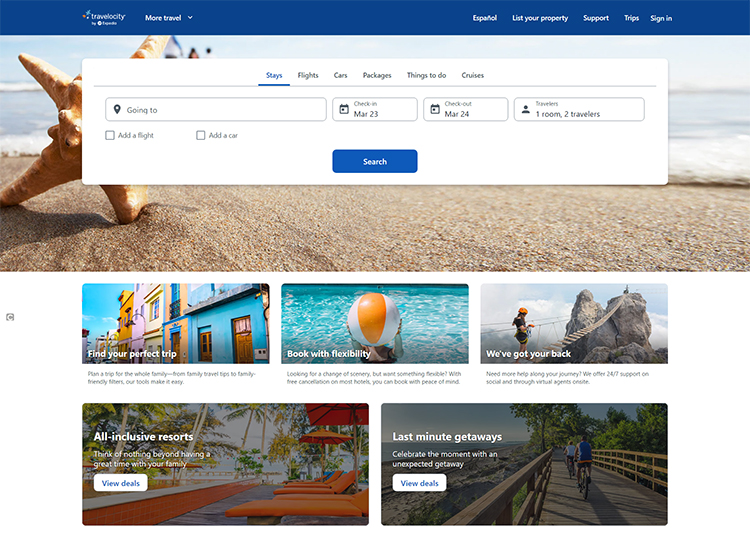 travelocity
by Expedia
More travel
Español
List your property
Support
Trips
Sign in
Stays
Flights
Cars
Packages
Things to do
Cruises
Going to
Check-in
Mar 23
Check-out
Mar 24
Travelers
1 room, 2 travelers
Add a flight
Add a car
Search
Find your perfect trip
Plan a trip for the whole family—from family travel tips to family-
friendly filters, our tools make it easy.
Book with flexibility
Looking for a change of scenery, but want something flexible? With
free cancellation on most hotels, you can book with peace of mind.
We've got your back
Need more help along your journey? We offer 24/7 support on
social and through virtual agents onsite.
All-inclusive resorts
Think of nothing beyond having a
great time with your family
View deals
Last minute getaways
Celebrate the moment with an
unexpected getaway
View deals